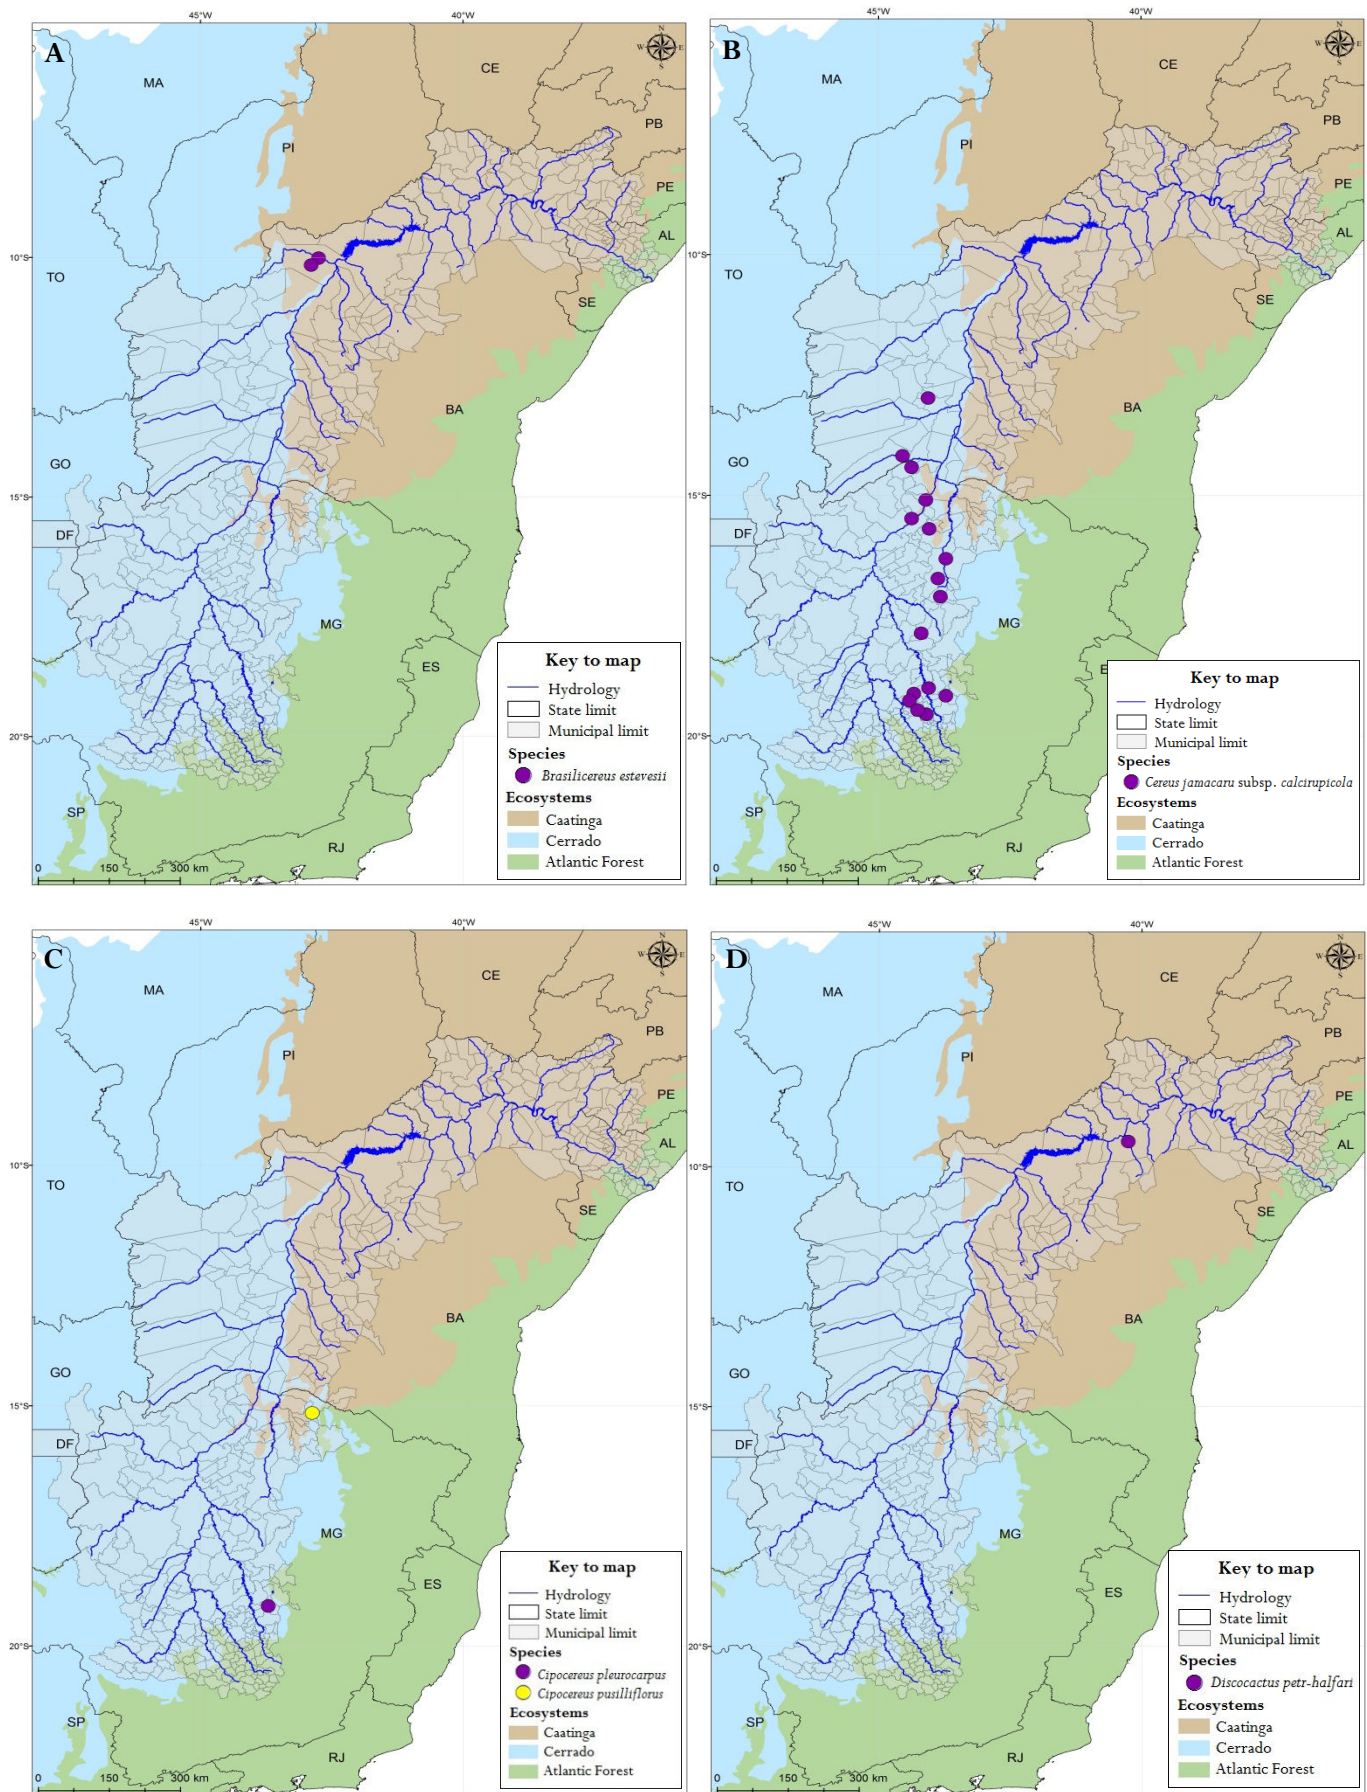 45°W 40°W
A
N
W E
S
MA
CE
PB
PI
PE
AL
10°S
TO
SE
BA
GO
15°S
DF
MG
ES
20°S
SP
RJ
0 150 300 km
Key to map
Hydrology
State limit
Municipal limit
Species
Brasilicereus estevesii
Ecosystems
Caatinga
Cerrado
Atlantic Forest
45°W 40°W
B
N
W E
S
MA
CE
PB
PI
PE
AL
10°S
TO
SE
BA
GO
15°S
DF
MG
E
20°S
SP
RJ
0 150 300 km
Key to map
Hydrology
State limit
Municipal limit
Species
Cereus jamacaru subsp. calcirupicola
Ecosystems
Caatinga
Cerrado
Atlantic Forest
45°W 40°W
C
N
W E
S
MA
CE
PB
PI
PE
AL
10°S
TO
SE
BA
GO
15°S
DF
MG
ES
20°S
SP
RJ
0 150 300 km
Key to map
Hydrology
State limit
Municipal limit
Species
Cipocereus pleurocarpus
Cipocereus pusilliflorus
Ecosystems
Caatinga
Cerrado
Atlantic Forest
45°W 40°W
D
N
W E
S
MA
CE
PB
PI
PE
AL
10°S
TO
SE
BA
GO
15°S
DF
MG
ES
20°S
SP
RJ
0 150 300 km
Key to map
Hydrology
State limit
Municipal limit
Species
Discocactus petr-halfari
Ecosystems
Caatinga
Cerrado
Atlantic Forest